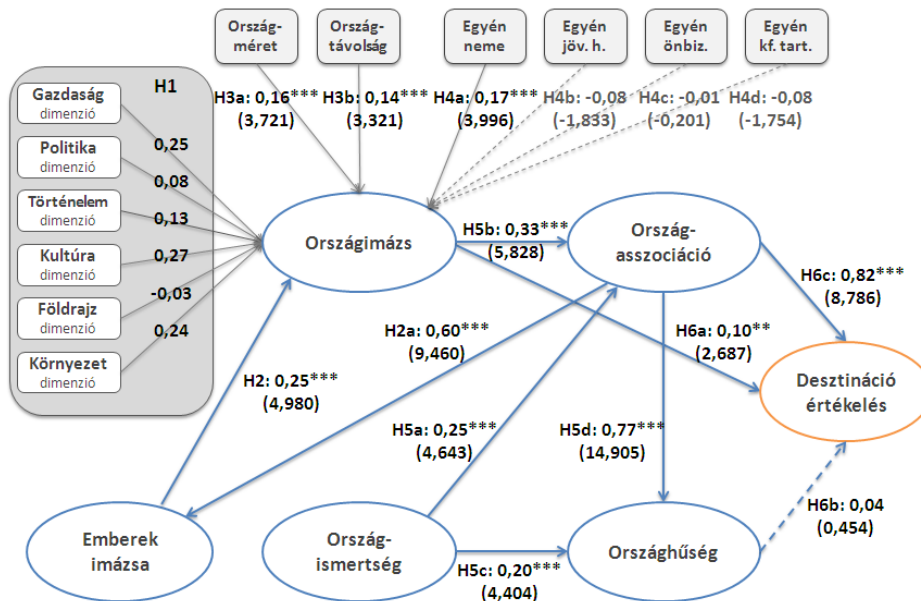 Ország-
méret
Ország-
távolság
Egyén
neme
Egyén
jöv. h.
Egyén
önbiz.
Egyén
kf. tart.
H1
Gazdaság
dimenzió
Politika
dimenzió
Történelem
dimenzió
Kultúra
dimenzió
Földrajz
dimenzió
Környezet
dimenzió
0,25
0,08
0,13
0,27
-0,03
0,24
H3a: 0,16***
(3,721)
H3b: 0,14***
(3,321)
H4a: 0,17***
(3,996)
H4b: -0,08
(-1,833)
H4c: -0,01
(-0,201)
H4d: -0,08
(-1,754)
Országimázs
H5b: 0,33***
(5,828)
Ország-
asszociáció
H6c: 0,82***
(8,786)
H2a: 0,60***
(9,460)
H6a: 0,10**
(2,687)
H2: 0,25***
(4,980)
Desztináció
értékelés
H5a: 0,25***
(4,643)
H5d: 0,77***
(14,905)
H6b: 0,04
(0,454)
Emberek
imázsa
Ország-
ismertség
H5c: 0,20***
(4,404)
Országhűség